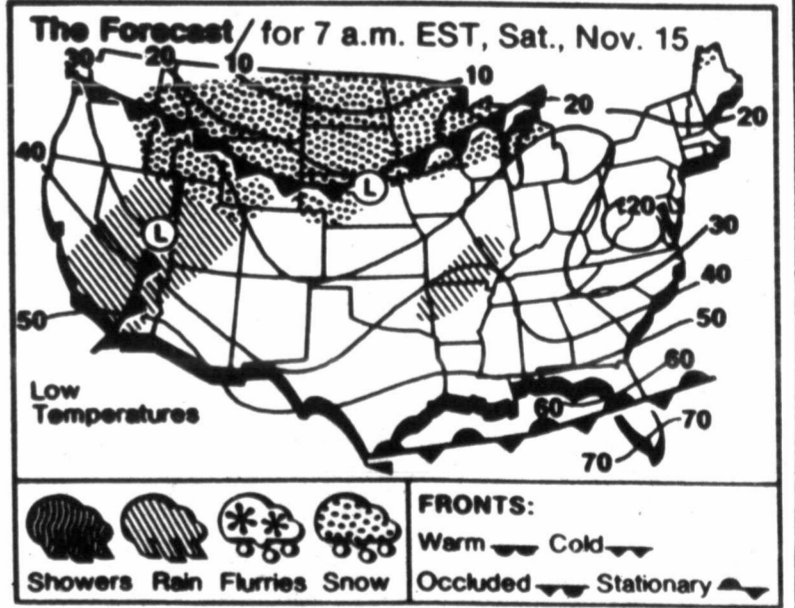 The Forecast / for 7 a.m. EST, Sat., Nov. 15
30 20 10
10
20
20
40
L
20
L
30
40
50
50
60
60
70
70
Low
Temperatures
Showers Rain Flurries Snow
FRONTS:
Warm Cold
Occluded Stationary